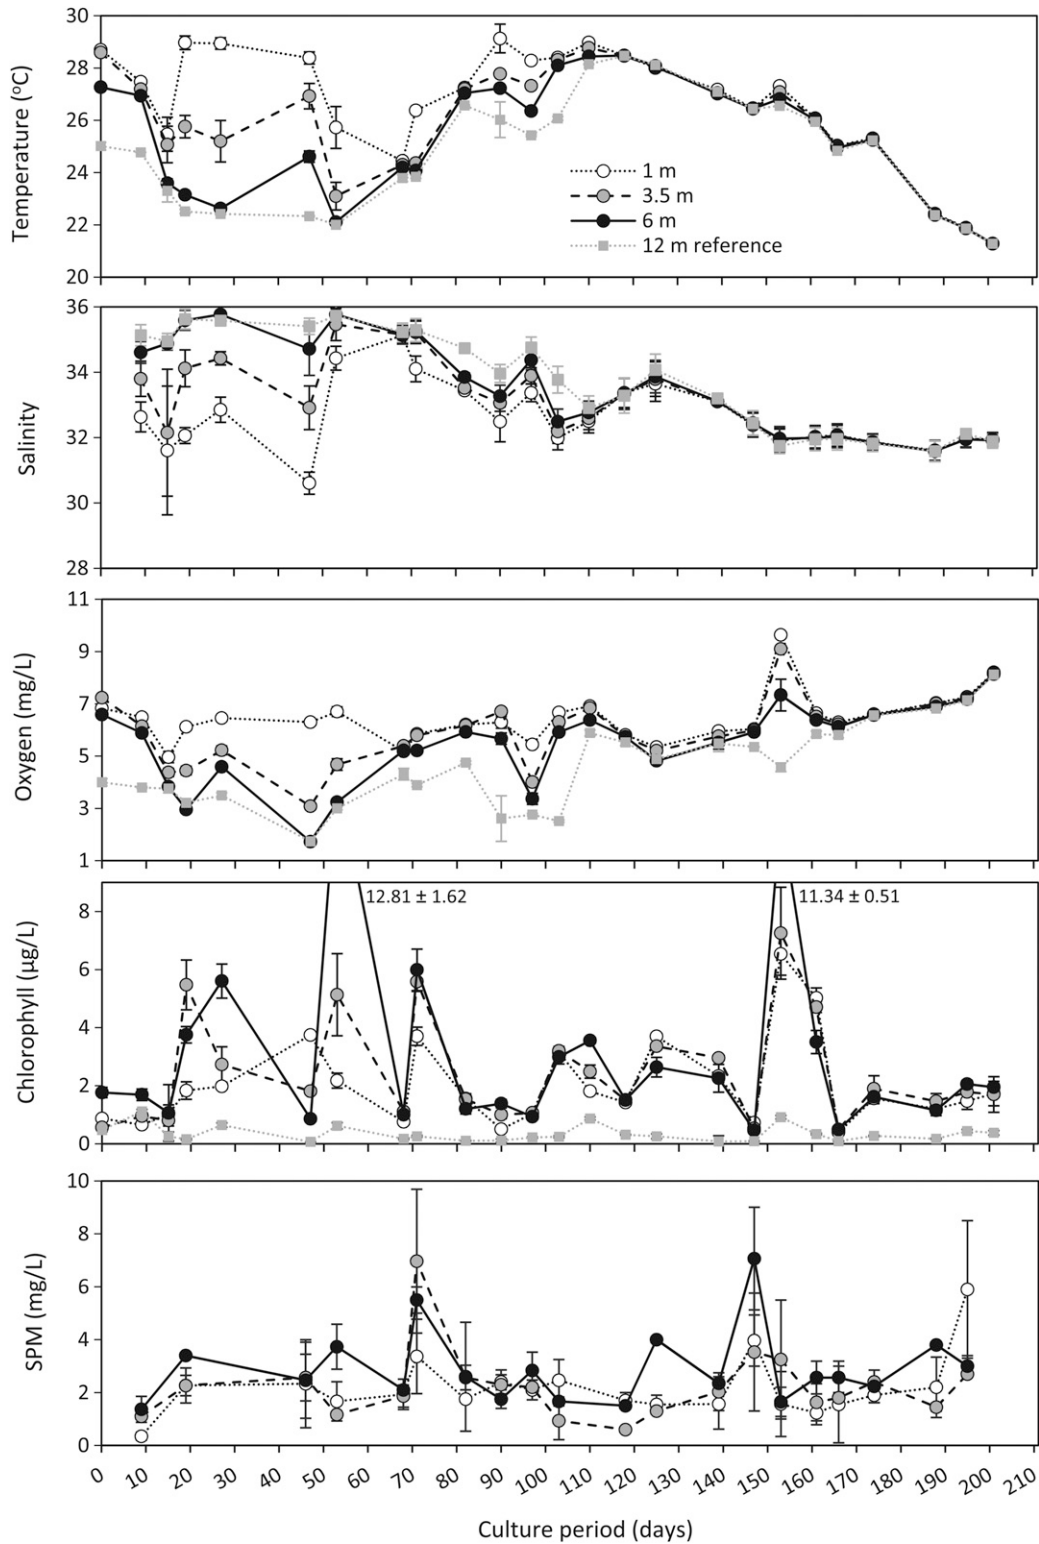 30
28
26
24
22
20
Temperature (°C)
1 m
3.5 m
6 m
12 m reference
36
34
32
30
28
Salinity
11
9
7
5
3
1
Oxygen (mg/L)
12.81 ± 1.62
11.34 ± 0.51
8
6
4
2
0
Chlorophyll (µg/L)
10
8
6
4
2
0
SPM (mg/L)
0 10 20 30 40 50 60 70 80 90 100 110 120 130 140 150 160 170 180 190 200 210
Culture period (days)